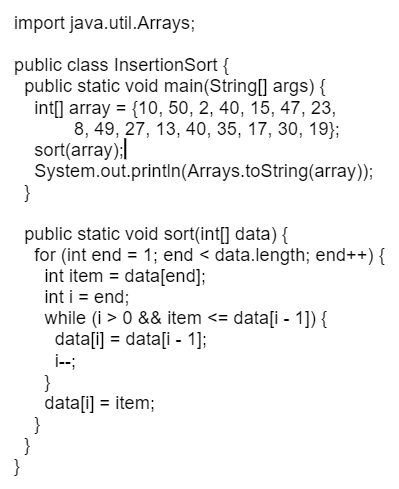 import java.util.Arrays;
public class InsertionSort {
public static void main(String[] args) {
int[] array = {10, 50, 2, 40, 15, 47, 23,
8, 49, 27, 13, 40, 35, 17, 30, 19};
sort(array);
System.out.println(Arrays.toString(array));
}
public static void sort(int[] data) {
for (int end = 1; end < data.length; end++) {
int item = data[end];
int i = end;
while (i > 0 && item <= data[i - 1]) {
data[i] = data[i - 1];
i--;
}
data[i] = item;
}
}
}